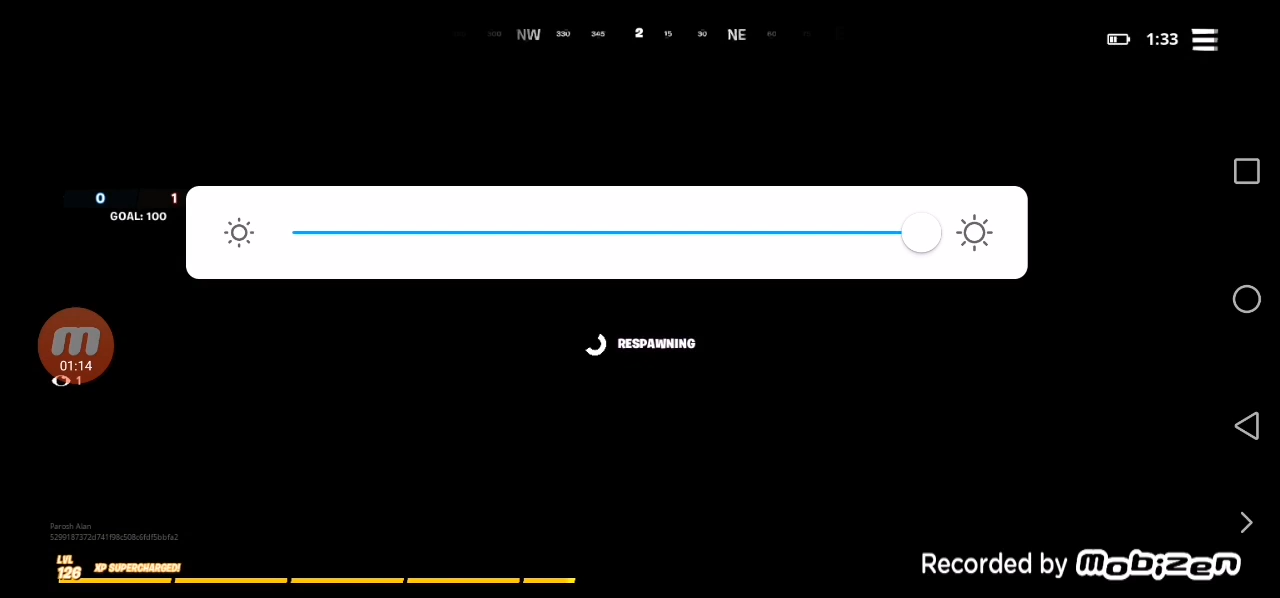 NW 330 345 2 15 30 NE 60
1:33
0 1
GOAL: 100
m
01:14
1
RESPAWNING
Parosh Alan
LVL
126
XP SUPERCHARGED!
Recorded by mobizen